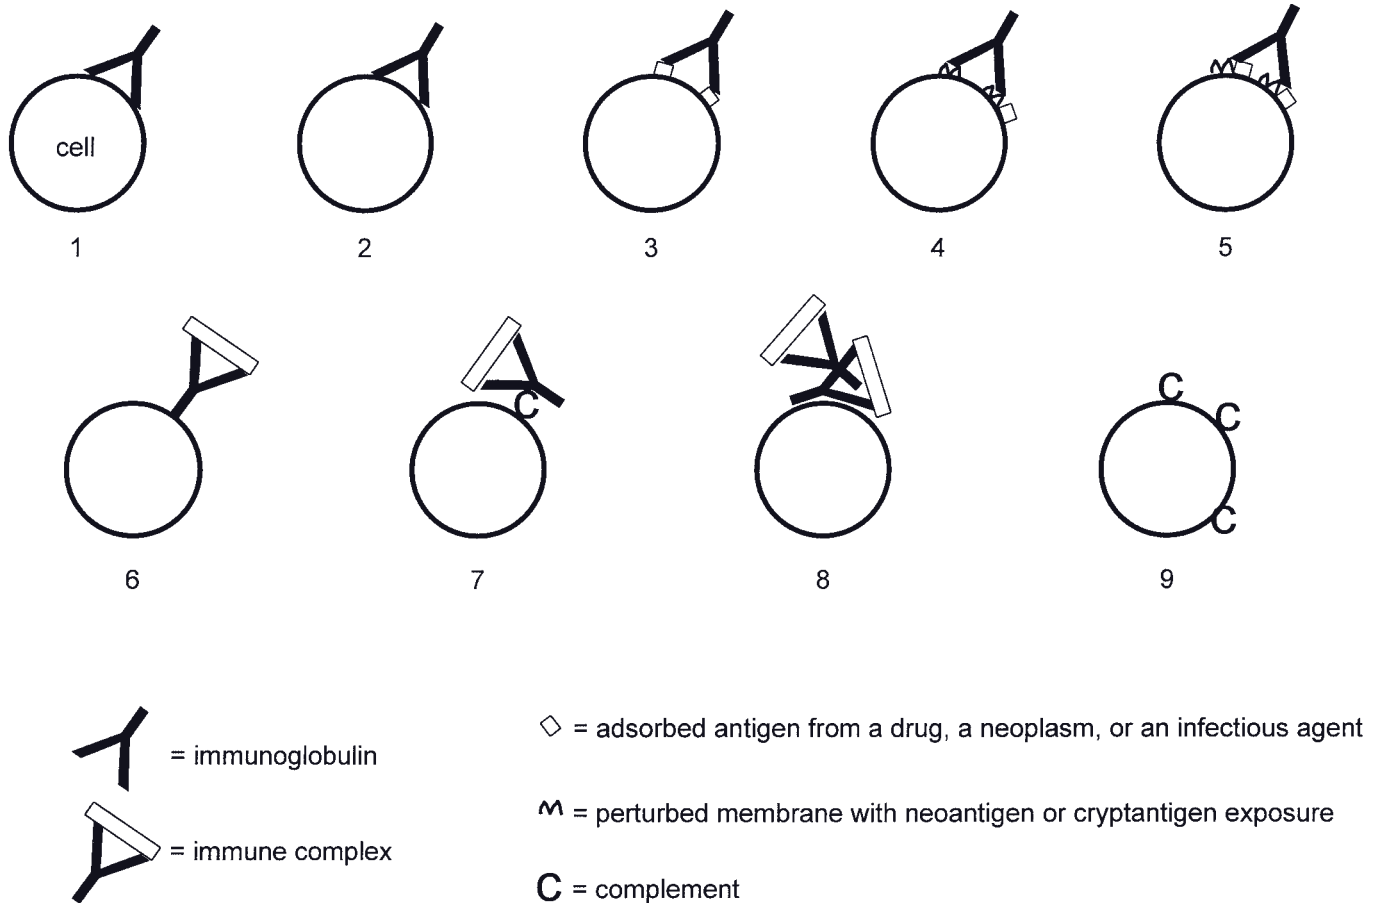 cell
1 2 3 4 5
C
C
C
C
6 7 8 9
= immunoglobulin
= adsorbed antigen from a drug, a neoplasm, or an infectious agent
= perturbed membrane with neoantigen or cryptantigen exposure
= immune complex
C = complement